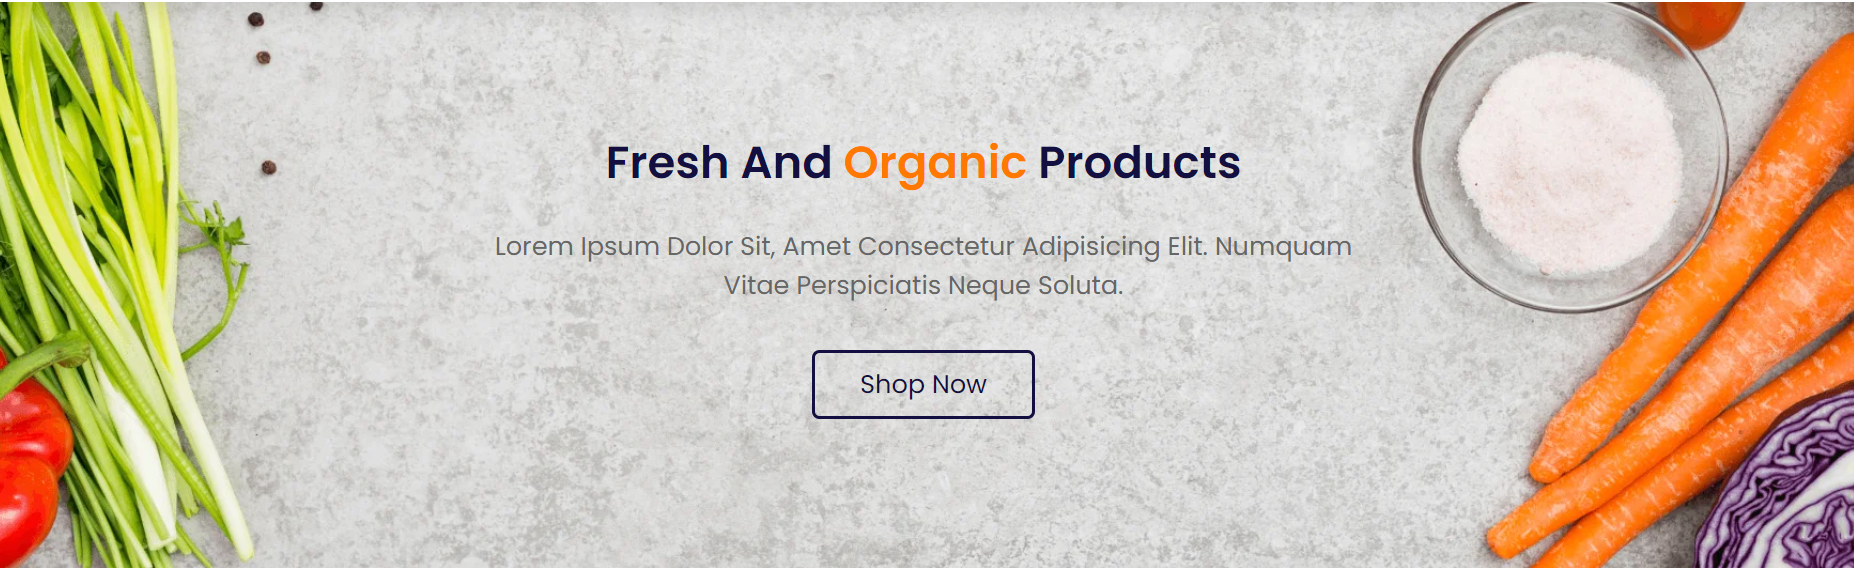 Fresh And Organic Products
Lorem Ipsum Dolor Sit, Amet Consectetur Adipisicing Elit. Numquam
Vitae Perspiciatis Neque Soluta.
Shop Now